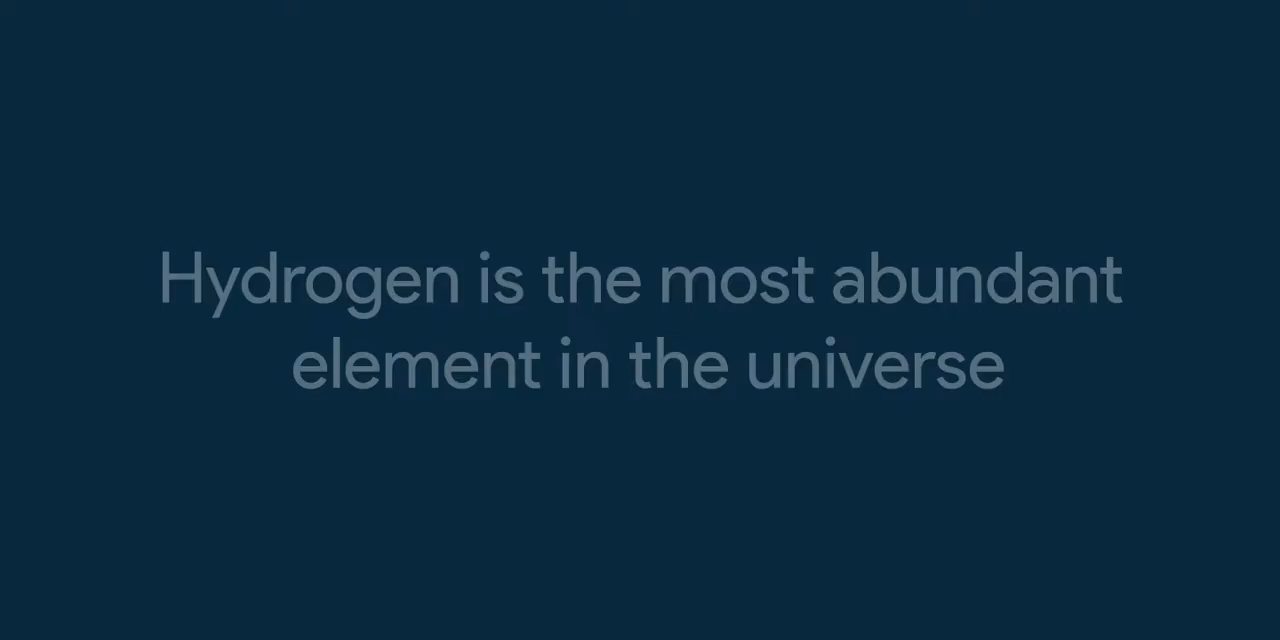 Hydrogen is the most abundant
element in the universe